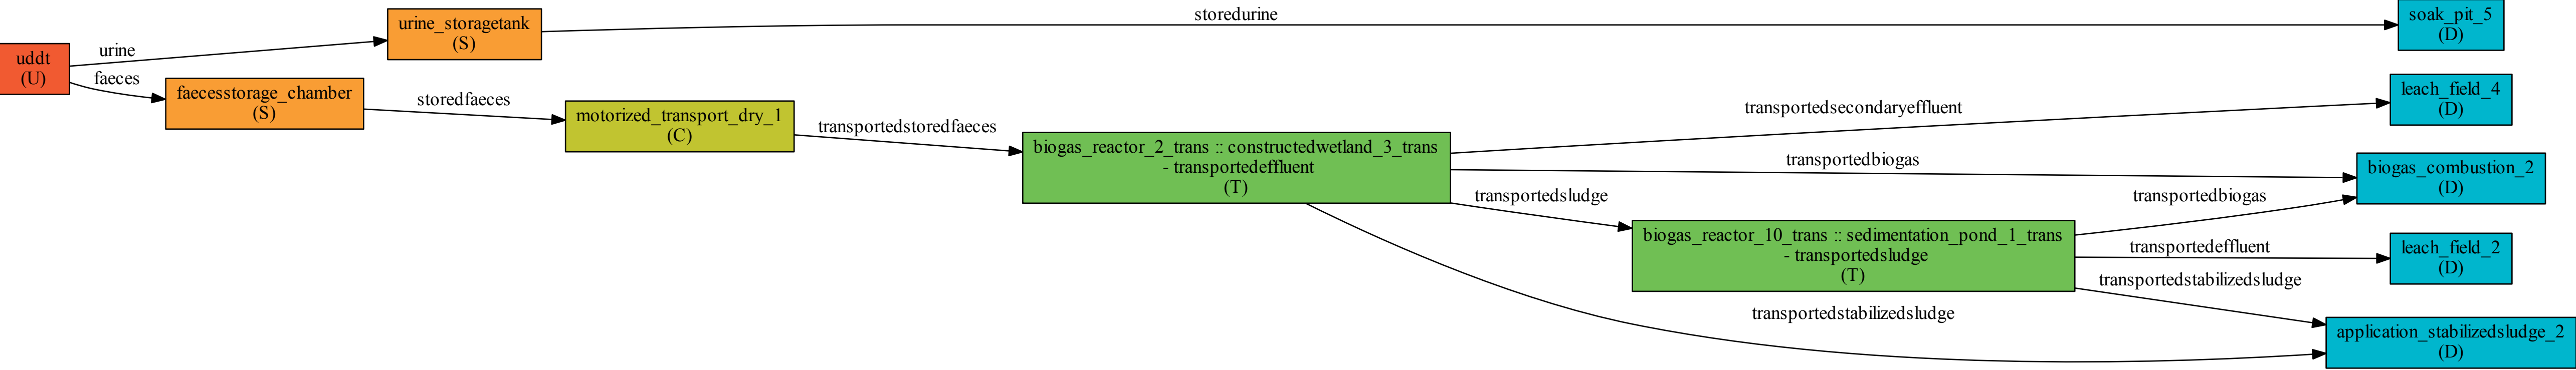 uddt
(U)
urine
faeces
urine_storagetank
(S)
faecesstorage_chamber
(S)
storedurine
storedfaeces
motorized_transport_dry_1
(C)
transportedstoredfaeces
biogas_reactor_2_trans :: constructedwetland_3_trans
- transportedeffluent
(T)
transportedsecondaryeffluent
transportedbiogas
transportedsludge
transportedstabilizedsludge
biogas_reactor_10_trans :: sedimentation_pond_1_trans
- transportedsludge
(T)
transportedbiogas
transportedeffluent
transportedstabilizedsludge
soak_pit_5
(D)
leach_field_4
(D)
biogas_combustion_2
(D)
leach_field_2
(D)
application_stabilizedsludge_2
(D)